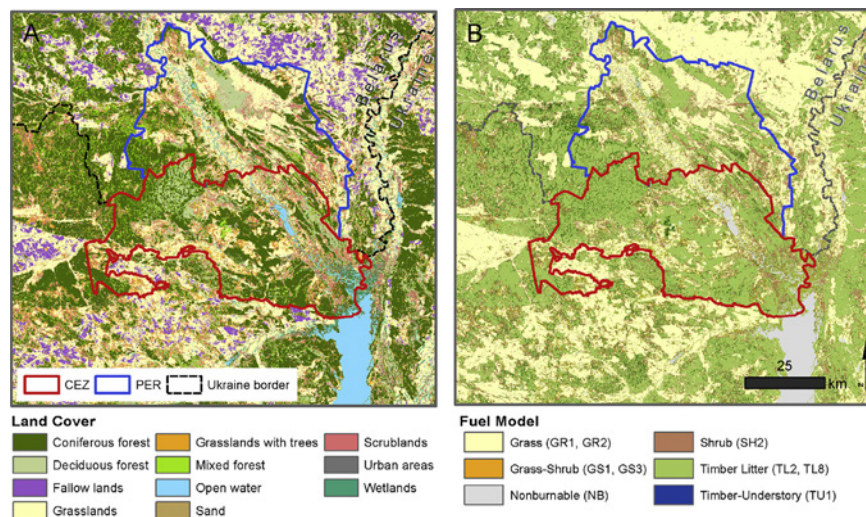 A
Belarus
Ukraine
CEZ PER Ukraine border
B
Belarus
Ukraine
25
km
N
Land Cover
Coniferous forest Grasslands with trees Scrublands
Deciduous forest Mixed forest Urban areas
Fallow lands Open water Wetlands
Grasslands Sand
Fuel Model
Grass (GR1, GR2) Shrub (SH2)
Grass-Shrub (GS1, GS3) Timber Litter (TL2, TL8)
Nonburnable (NB) Timber-Understory (TU1)